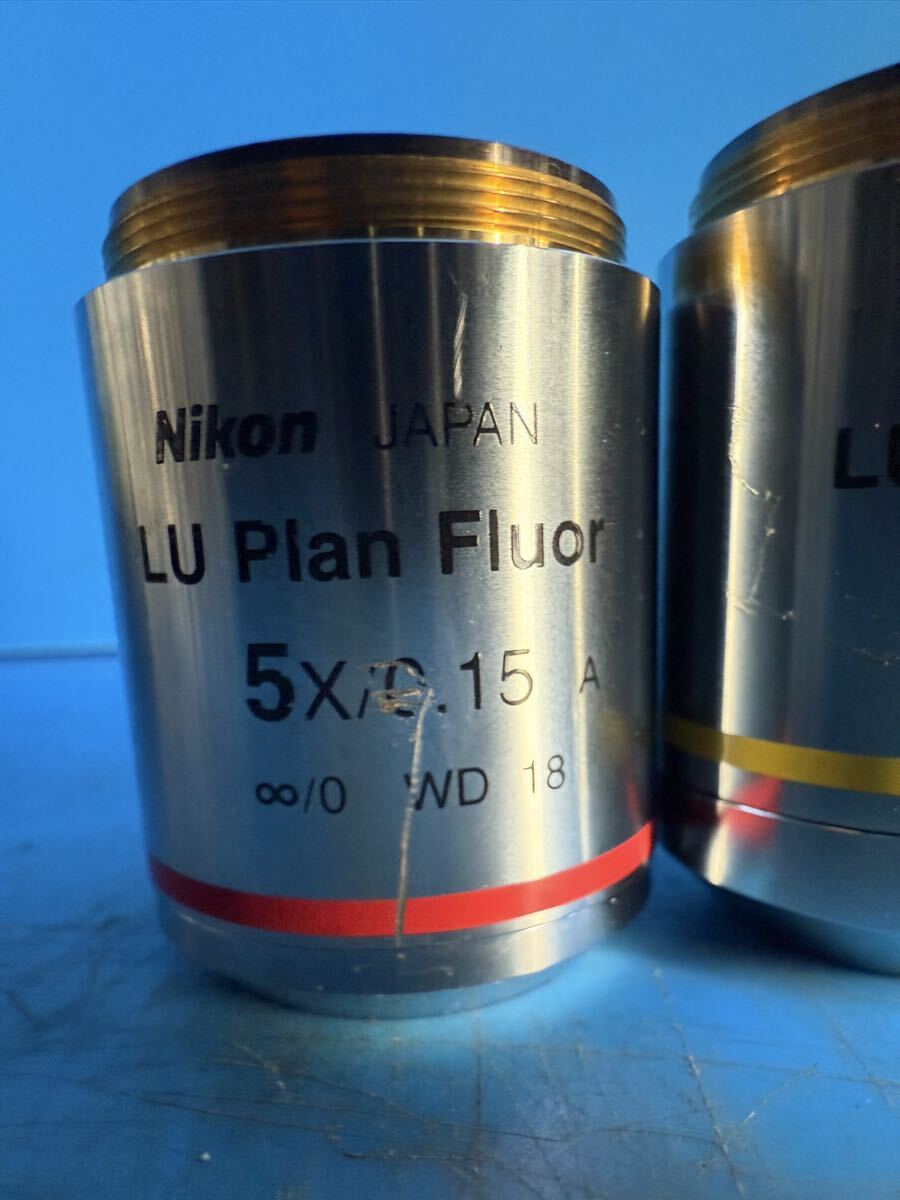 Nikon JAPAN
LU Plan Fluor
5X/0.15 A
∞/0 WD 18